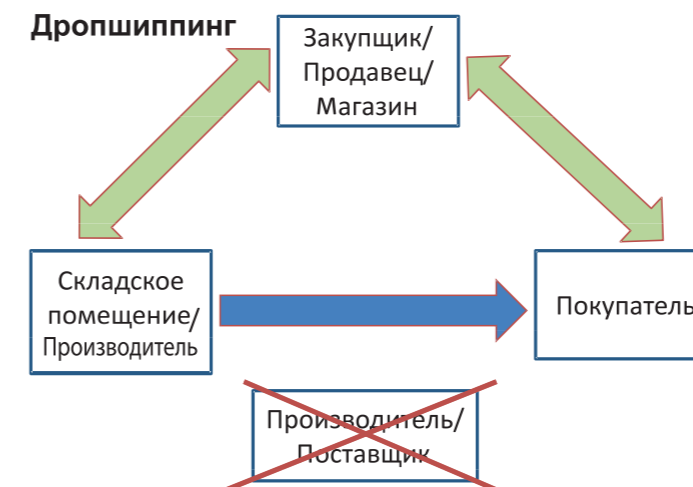 Дропшиппинг
Закупщик/
Продавец/
Магазин
Складское
помещение/
Производитель
Покупатель
Производитель/
Поставщик